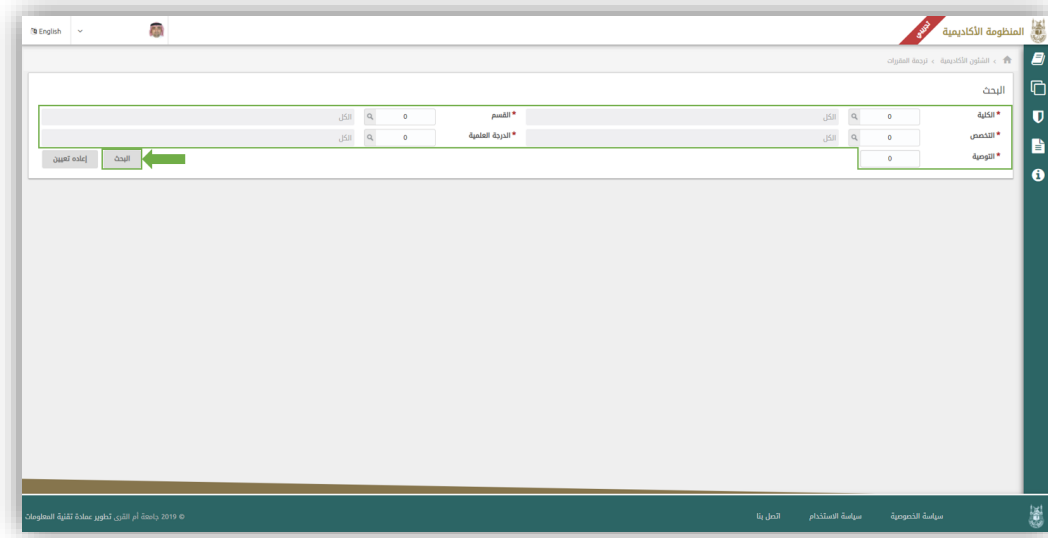 المنظومة الأكاديمية
تجريبي
English
الشئون الأكاديمية › ترجمة المقررات
البحث
* الكلية 0 الكل * القسم 0 الكل
* التخصص 0 الكل * الدرجة العلمية 0 الكل
* التوصية 0
البحث إعاده تعيين
سياسة الخصوصية سياسة الاستخدام اتصل بنا
© 2019 جامعة أم القرى تطوير عمادة تقنية المعلومات